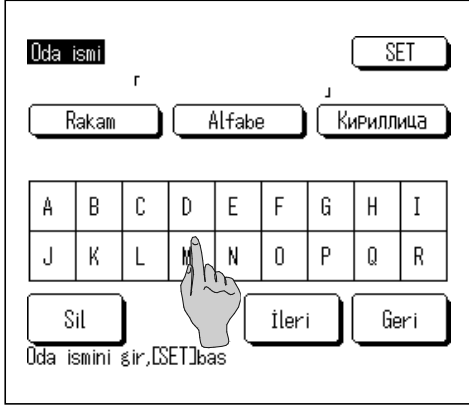 Oda ismi SET
「
」
Rakam Alfabe Кириллица
A B C D E F G H I
J K L M N O P Q R
Sil İleri Geri
Oda ismini gir,[SET]bas